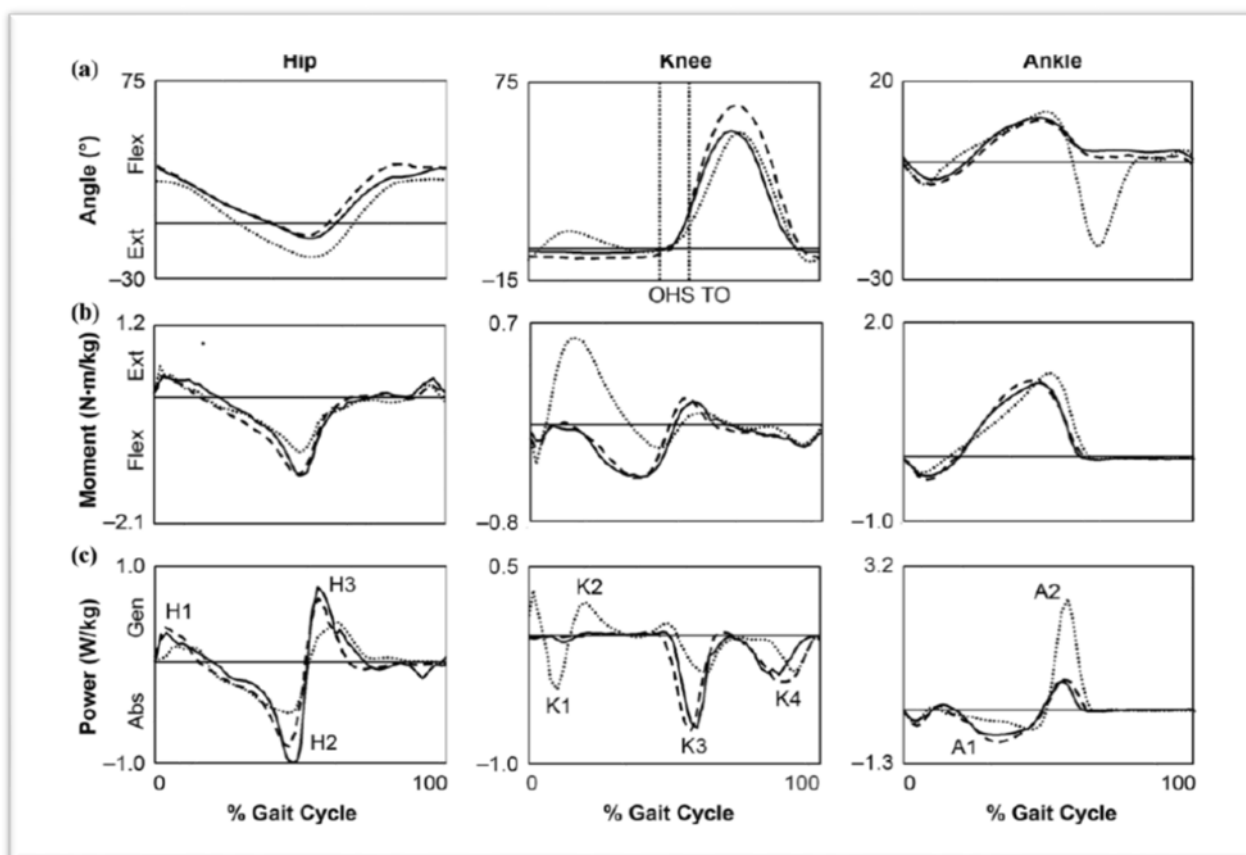 (a) Hip Knee Ankle
75 75 20
Angle (°)
Flex
Ext
−30 −15 −30
OHS TO
(b)
1.2 0.7 2.0
Moment (N·m/kg)
Ext
Flex
−2.1 −0.8 −1.0
(c)
1.0 0.5 3.2
Power (W/kg)
Gen
Abs
H1 H3 K2 A2
H2 K1 K3 K4 A1
−1.0 −1.0 −1.3
0 100 0 100 0 100
% Gait Cycle % Gait Cycle % Gait Cycle